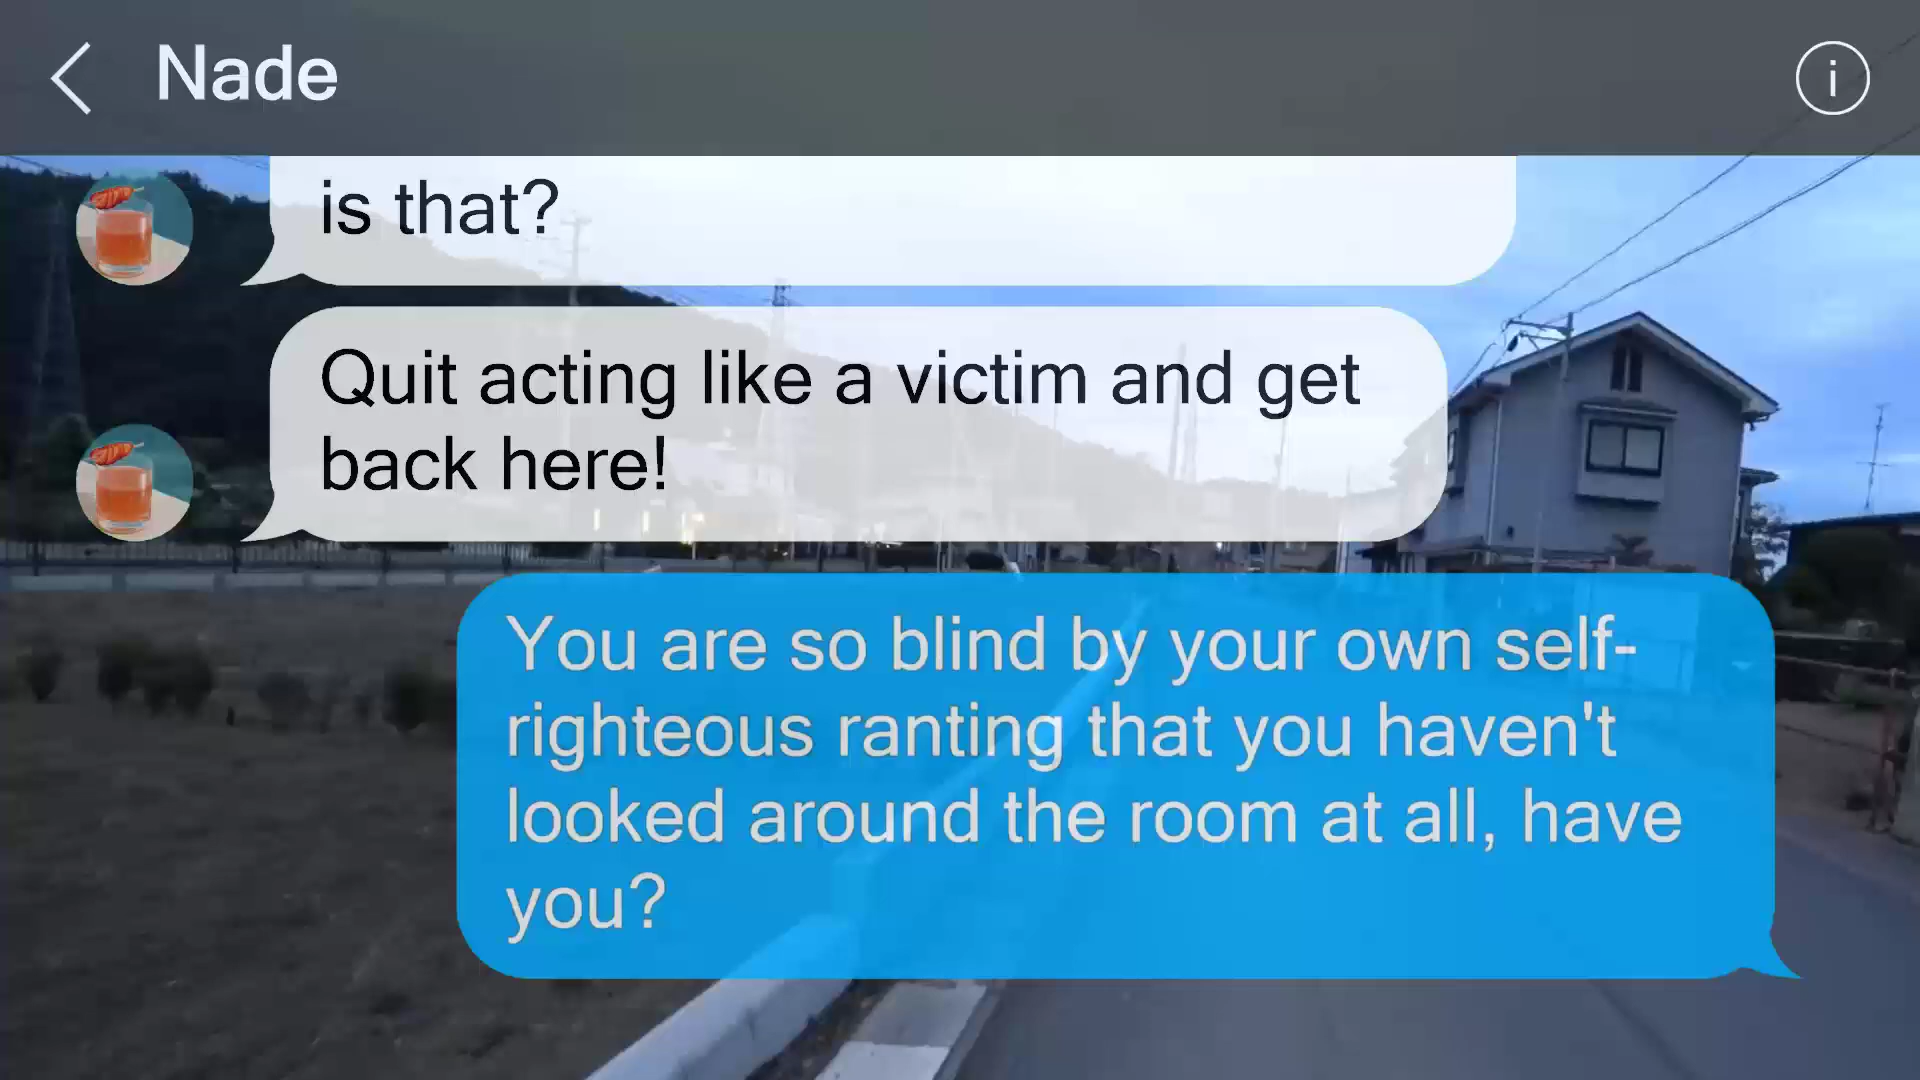 Nade
is that?
Quit acting like a victim and get
back here!
You are so blind by your own self-
righteous ranting that you haven't
looked around the room at all, have
you?